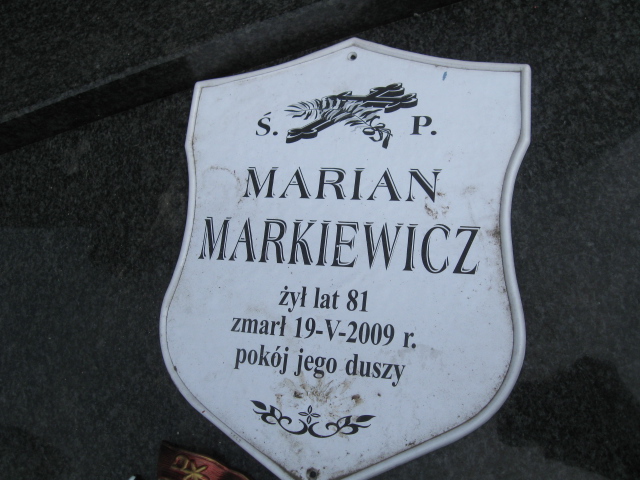 Ś. P.
MARIAN
MARKIEWICZ
żył lat 81
zmarł 19-V-2009 r.
pokój jego duszy